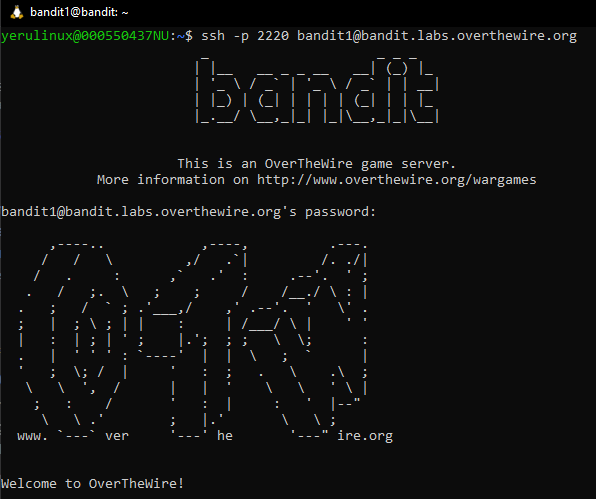 bandit1@bandit: ~
yerulinux@000550437NU:~$ ssh -p 2220 bandit1@bandit.labs.overthewire.org
bandit
This is an OverTheWire game server.
More information on http://www.overthewire.org/wargames
bandit1@bandit.labs.overthewire.org's password:
www. ver he ire.org
Welcome to OverTheWire!